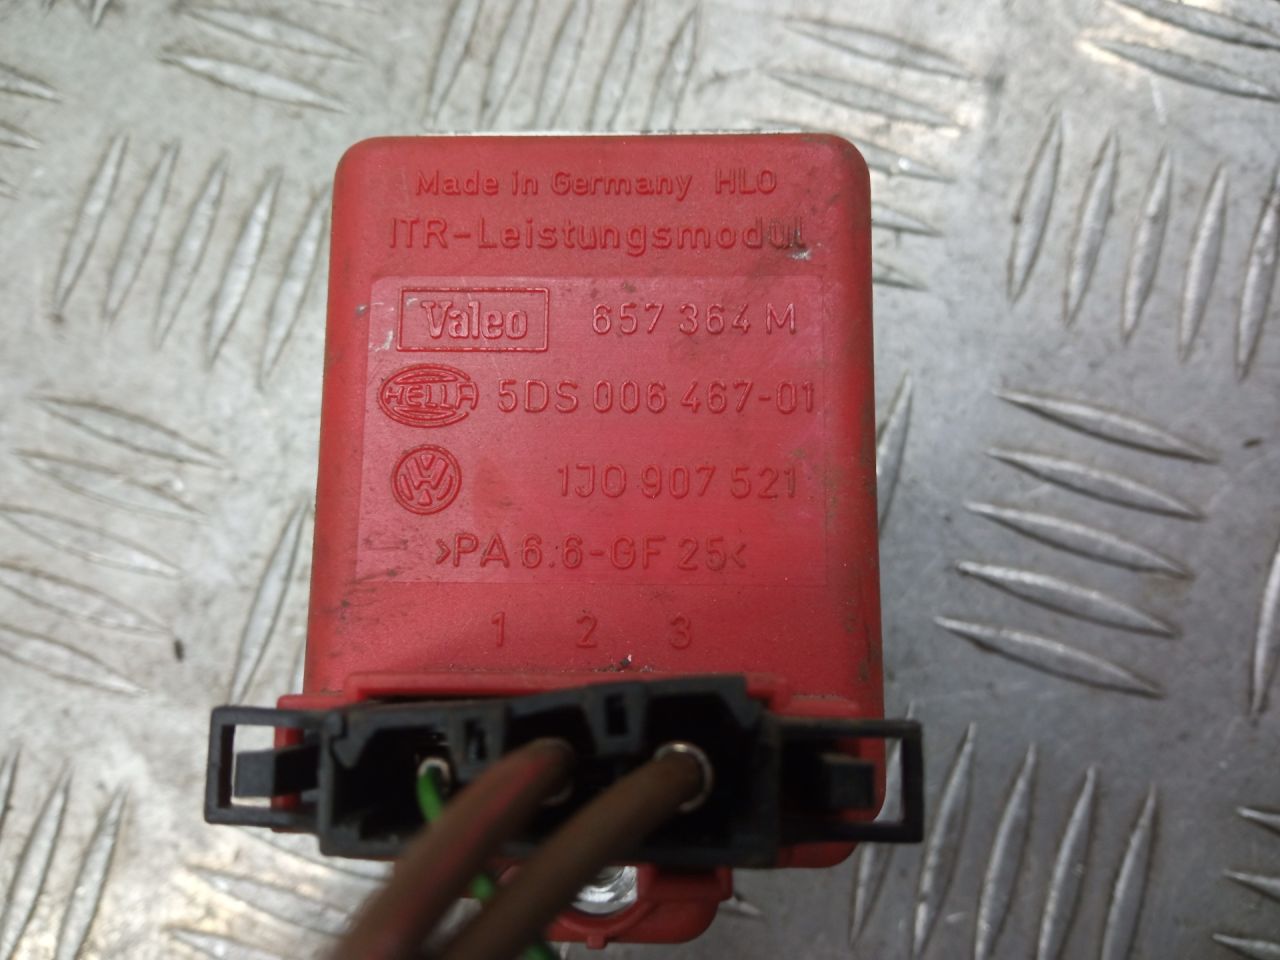 Made in Germany HLO
ITR-Leistungsmodul
Valeo 657 364 M
HELLA 5DS 006 467-01
VW 1J0 907 521
>PA 6.6-GF 25<
1 2 3